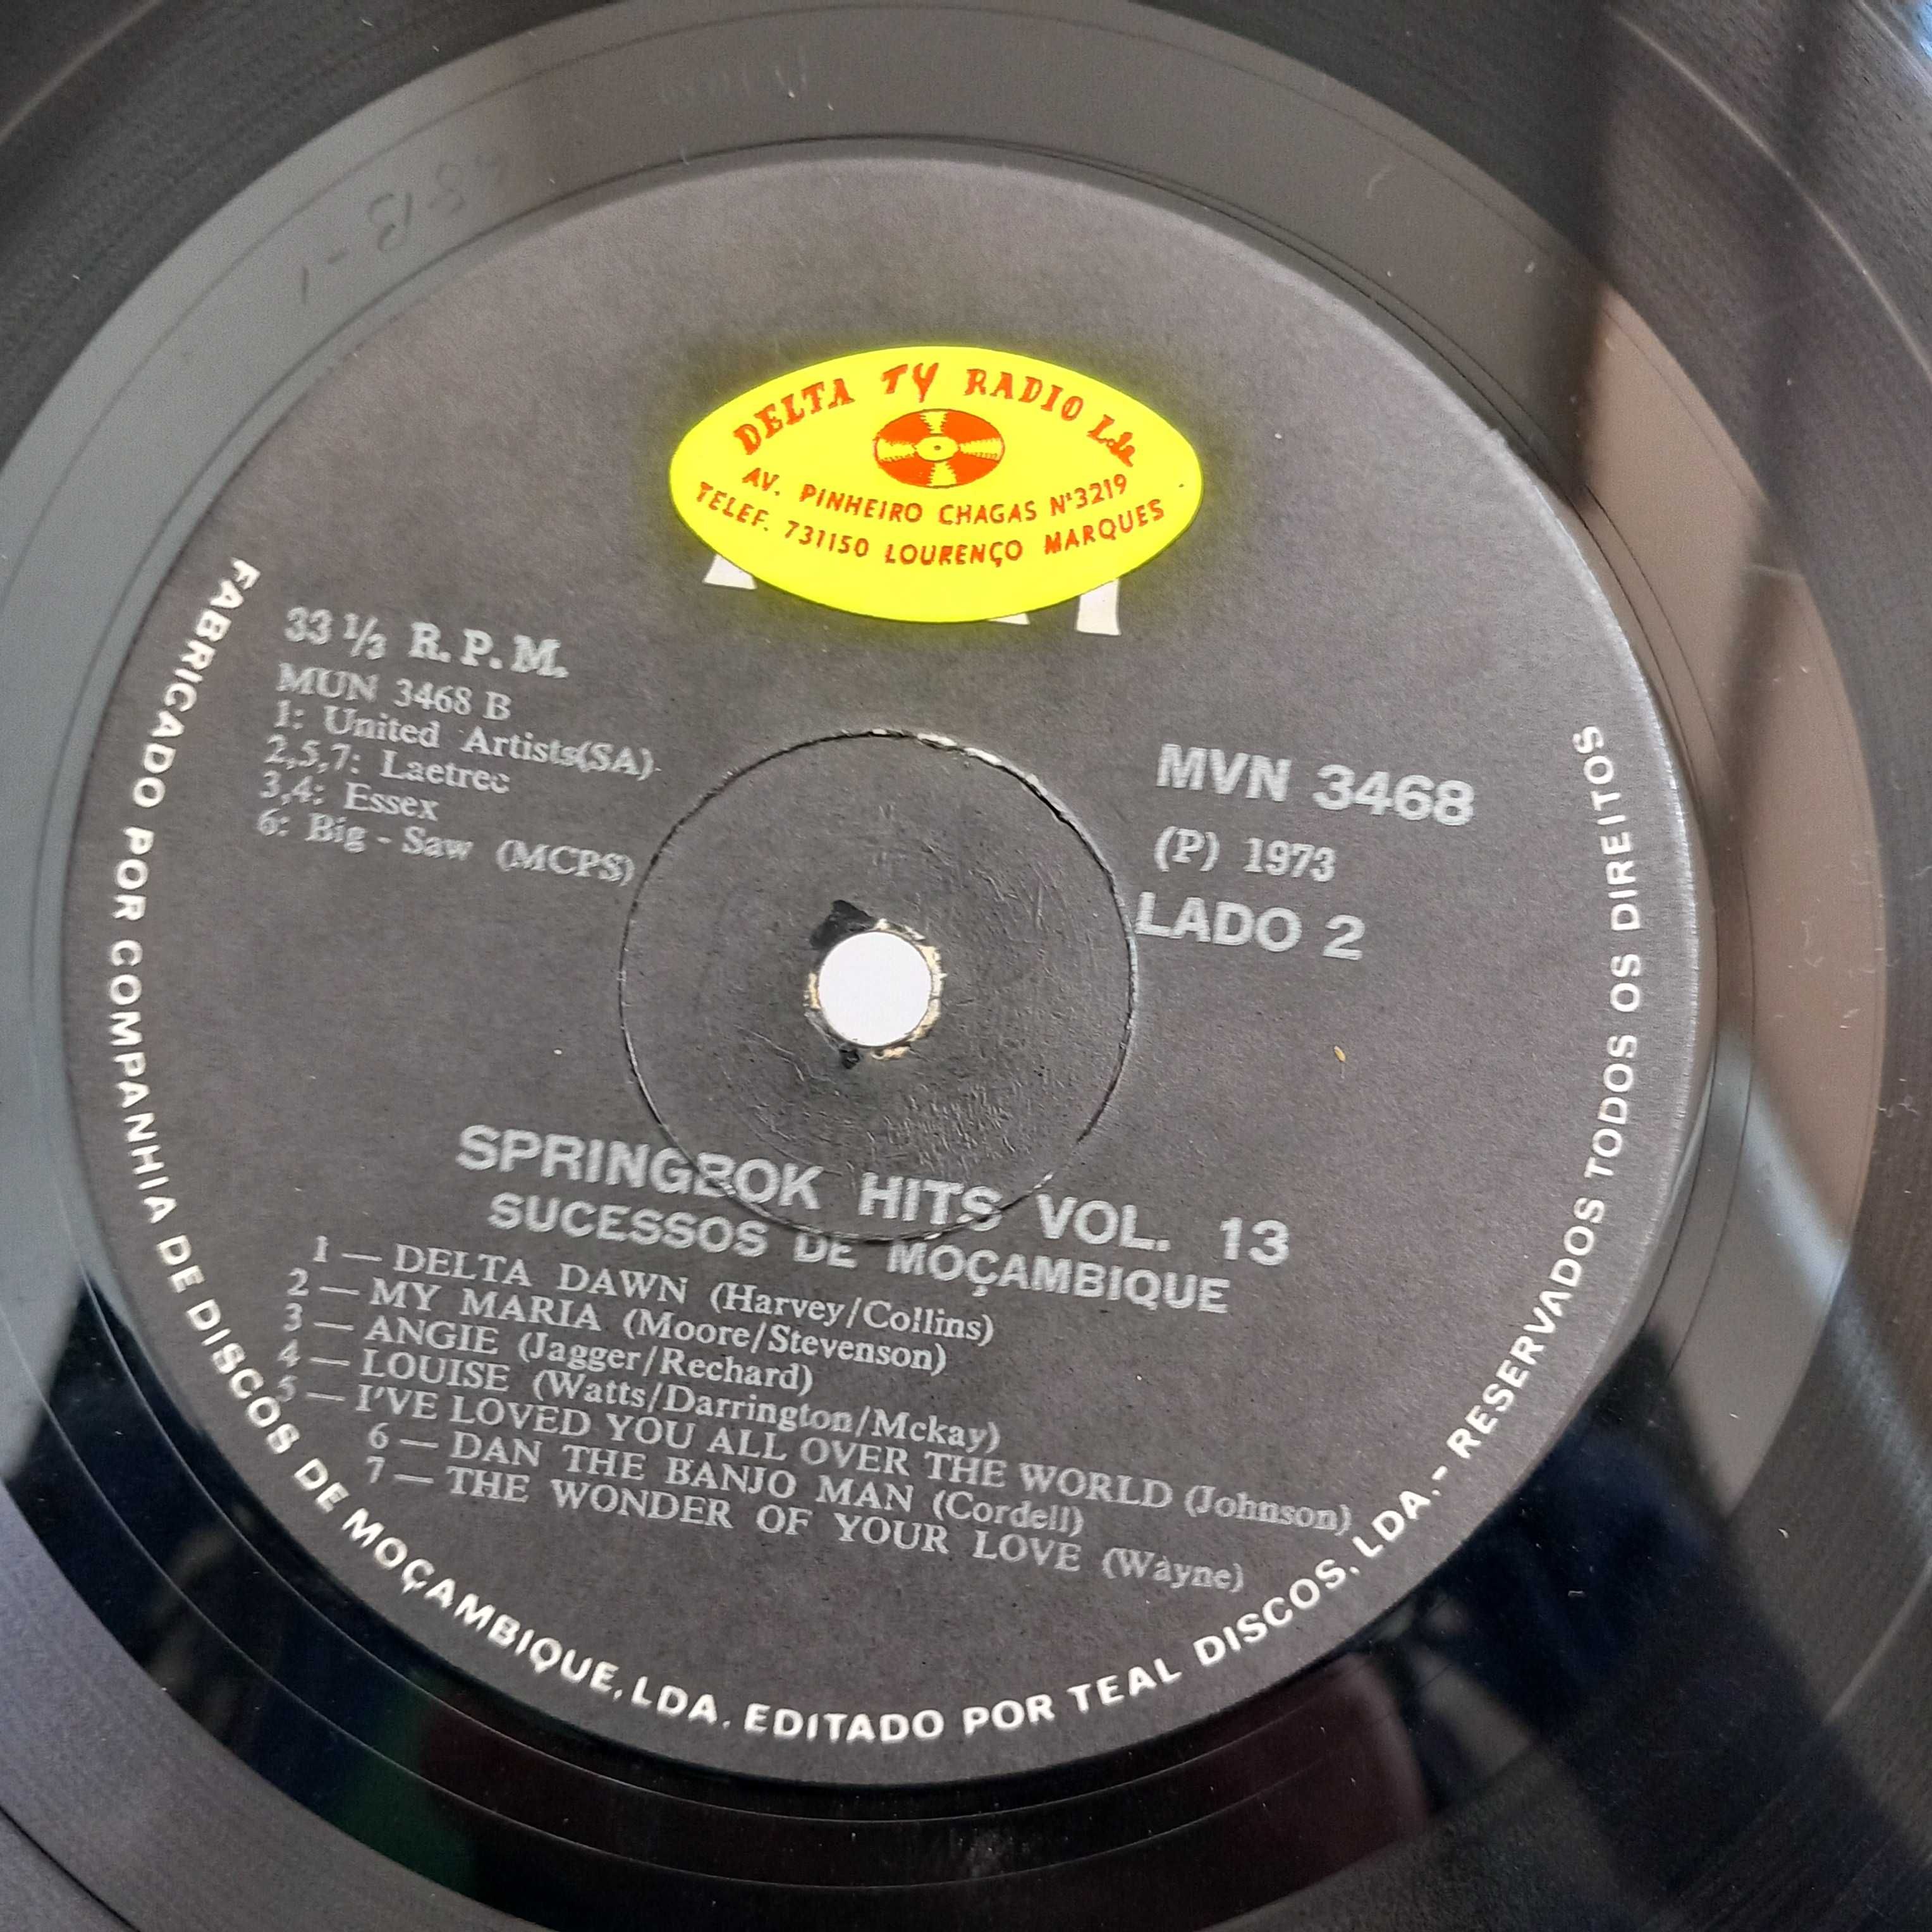 DELTA TV RADIO Lda
AV. PINHEIRO CHAGAS Nº3219
TELEF. 731150 LOURENÇO MARQUES
33 1/3 R.P.M.
MUN 3468 B
1: United Artists(SA)
2,5,7: Laetrec
3,4: Essex
6: Big - Saw (MCPS)
MVN 3468
(P) 1973
LADO 2
SPRINGBOK HITS VOL. 13
SUCESSOS DE MOÇAMBIQUE
1 — DELTA DAWN (Harvey/Collins)
2 — MY MARIA (Moore/Stevenson)
3 — ANGIE (Jagger/Rechard)
4 — LOUISE (Watts/Darrington/Mckay)
5 — I'VE LOVED YOU ALL OVER THE WORLD (Johnson)
6 — DAN THE BANJO MAN (Cordell)
7 — THE WONDER OF YOUR LOVE (Wayne)
FABRICADO POR COMPANHIA DE DISCOS DE MOÇAMBIQUE, LDA. EDITADO POR TEAL DISCOS, LDA. - RESERVADOS TODOS OS DIREITOS